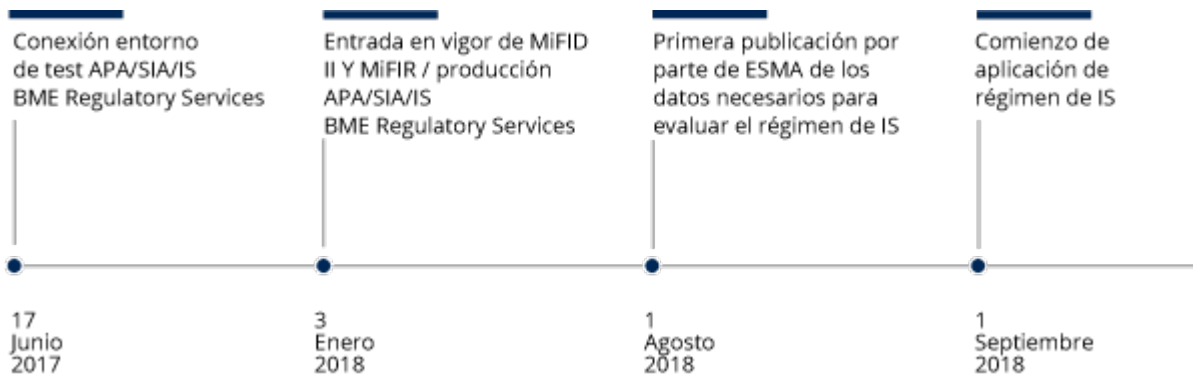 Conexión entorno
de test APA/SIA/IS
BME Regulatory Services
Entrada en vigor de MiFID
II Y MiFIR / producción
APA/SIA/IS
BME Regulatory Services
Primera publicación por
parte de ESMA de los
datos necesarios para
evaluar el régimen de IS
Comienzo de
aplicación de
régimen de IS
17
Junio
2017
3
Enero
2018
1
Agosto
2018
1
Septiembre
2018